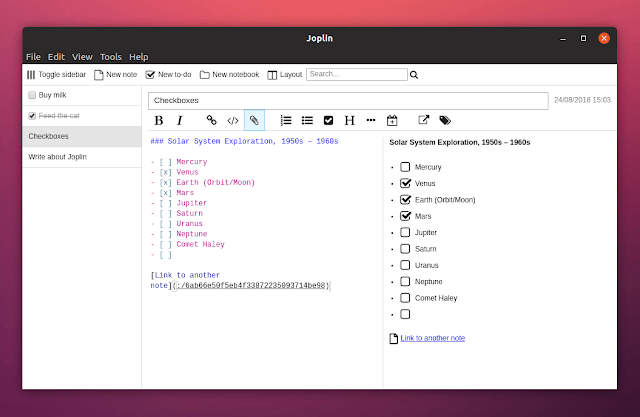 Joplin
File Edit View Tools Help
Toggle sidebar New note New to-do New notebook Layout Search...
Buy milk
Feed the cat
Checkboxes
Write about Joplin
Checkboxes 24/08/2018 15:03
B I </> H
### Solar System Exploration, 1950s – 1960s
- [ ] Mercury
- [x] Venus
- [x] Earth (Orbit/Moon)
- [x] Mars
- [ ] Jupiter
- [ ] Saturn
- [ ] Uranus
- [ ] Neptune
- [ ] Comet Haley
- [ ]
[Link to another
note](:/6ab66e50f5eb4f33872235093714be98)
Solar System Exploration, 1950s – 1960s
Mercury
Venus
Earth (Orbit/Moon)
Mars
Jupiter
Saturn
Uranus
Neptune
Comet Haley
Link to another note